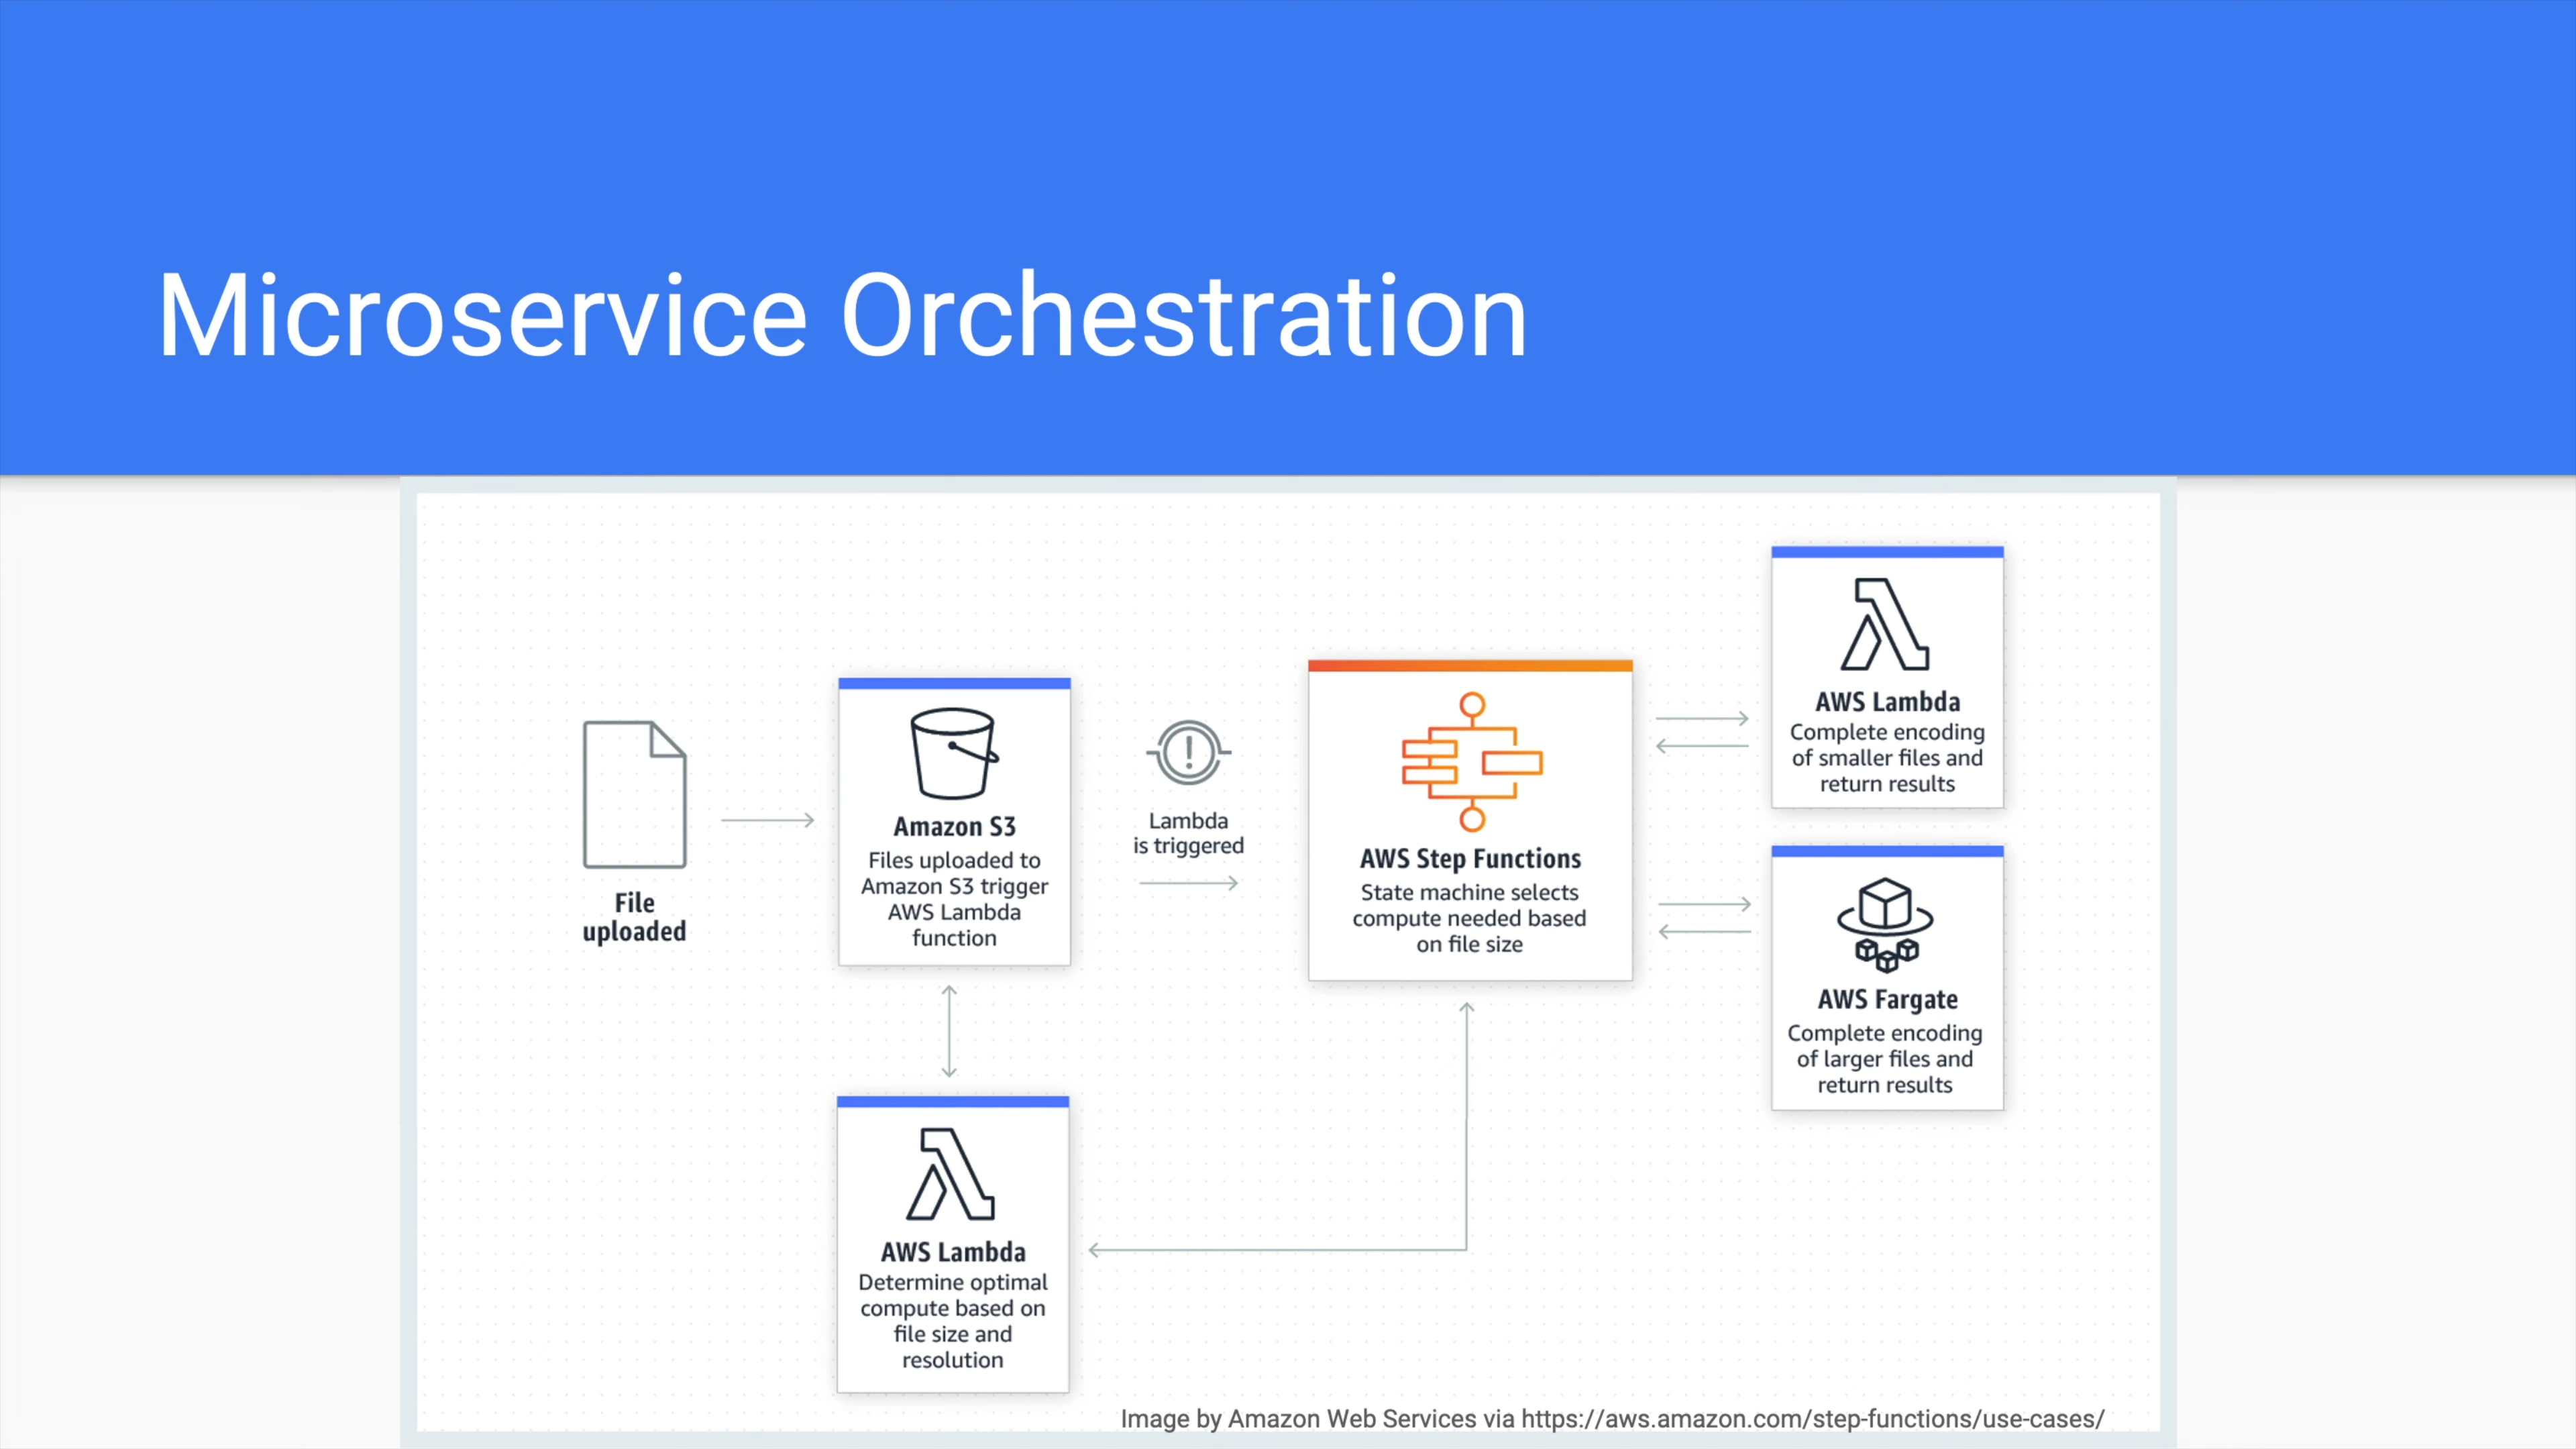 Microservice Orchestration
File
uploaded
Amazon S3
Files uploaded to
Amazon S3 trigger
AWS Lambda
function
Lambda
is triggered
AWS Step Functions
State machine selects
compute needed based
on file size
AWS Lambda
Complete encoding
of smaller files and
return results
AWS Fargate
Complete encoding
of larger files and
return results
AWS Lambda
Determine optimal
compute based on
file size and
resolution
Image by Amazon Web Services via https://aws.amazon.com/step-functions/use-cases/